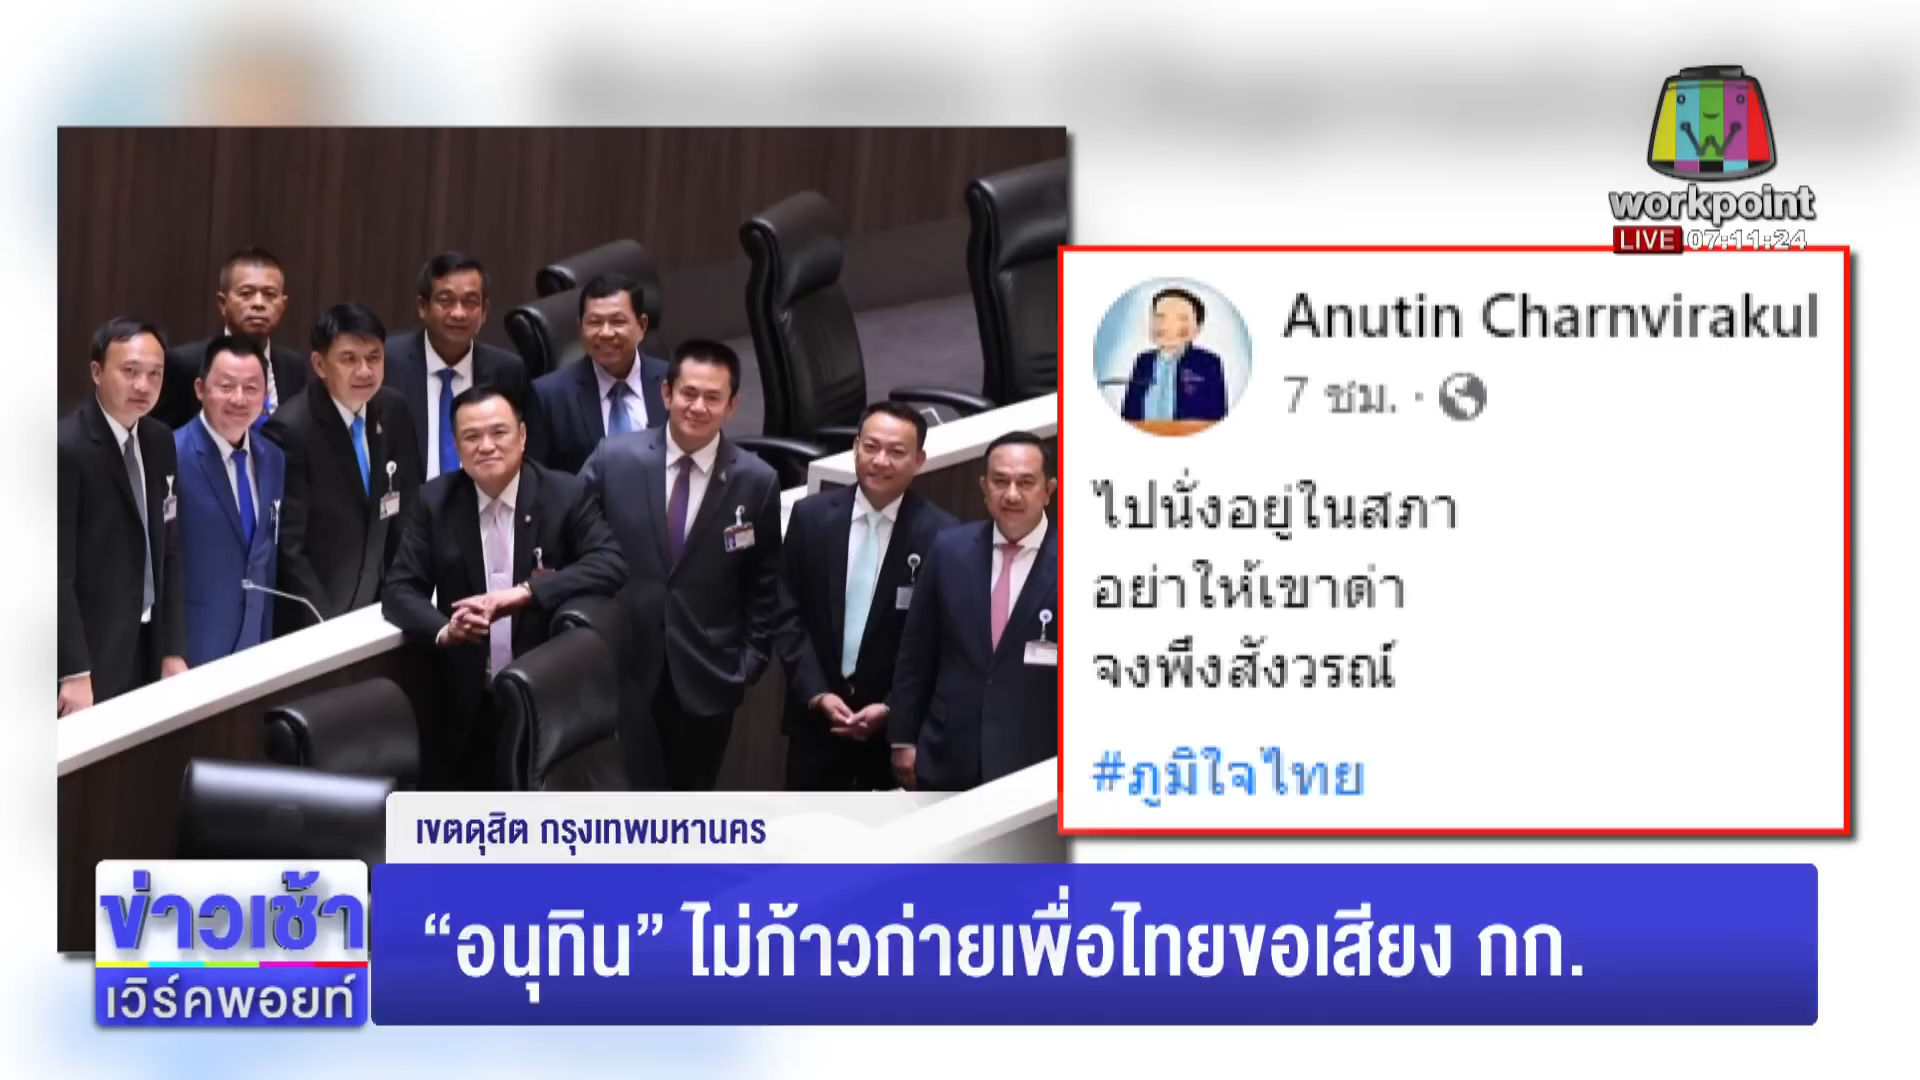 workpoint
LIVE 07:11:24
Anutin Charnvirakul
7 ชม. ·
ไปนั่งอยู่ในสภา
อย่าให้เขาด่า
จงพึงสังวรณ์
#ภูมิใจไทย
เขตดุสิต กรุงเทพมหานคร
ข่าวเช้า
เวิร์คพอยท์
“อนุทิน” ไม่ก้าวก่ายเพื่อไทยขอเสียง กก.